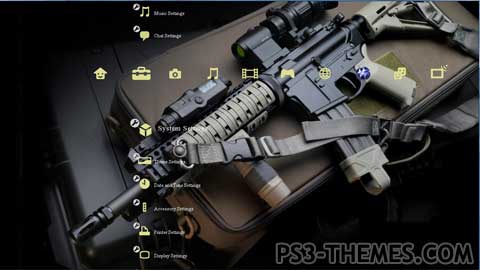 Music Settings
Chat Settings
System Settings
Theme Settings
Date and Time Settings
Accessory Settings
Printer Settings
Display Settings
PS3-THEMES.COM